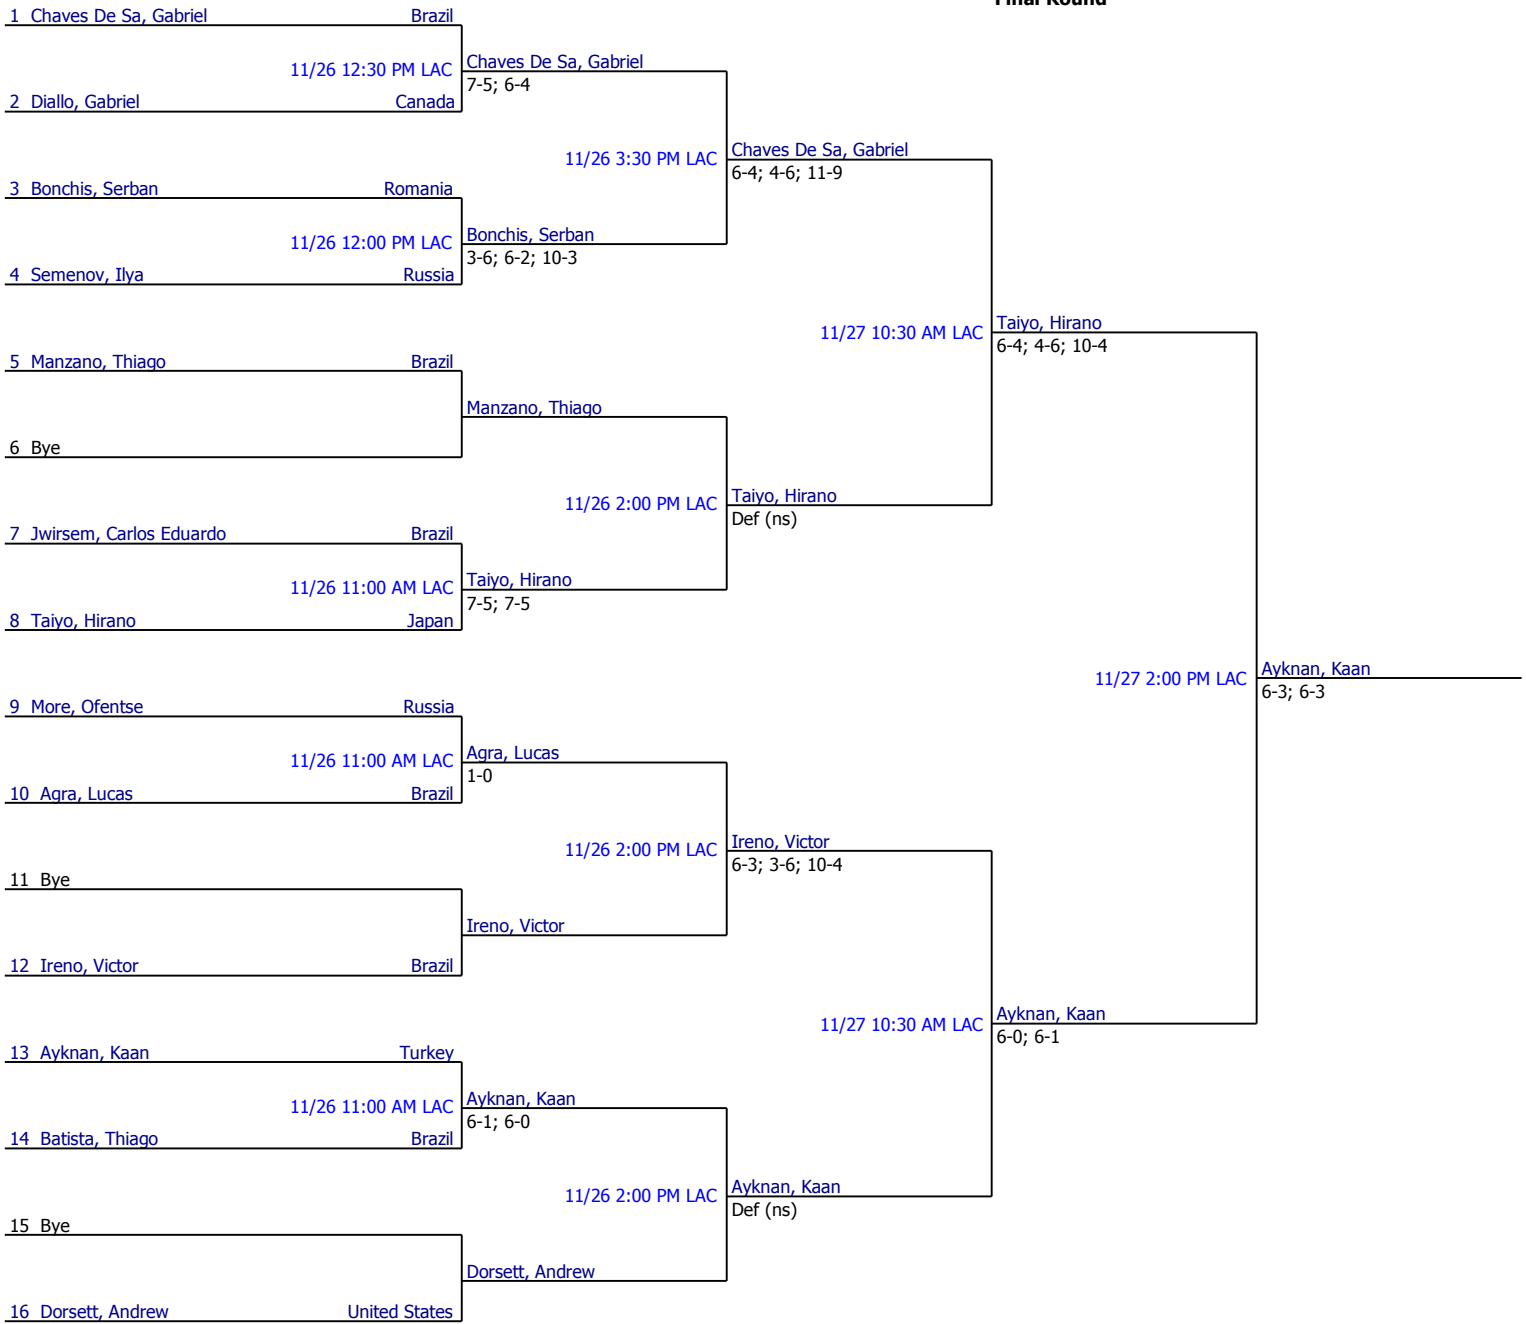 Final Round
1 Chaves De Sa, Gabriel Brazil
11/26 12:30 PM LAC
Chaves De Sa, Gabriel
7-5; 6-4
2 Diallo, Gabriel Canada
11/26 3:30 PM LAC
Chaves De Sa, Gabriel
6-4; 4-6; 11-9
3 Bonchis, Serban Romania
11/26 12:00 PM LAC
Bonchis, Serban
3-6; 6-2; 10-3
4 Semenov, Ilya Russia
11/27 10:30 AM LAC
Taiyo, Hirano
6-4; 4-6; 10-4
5 Manzano, Thiago Brazil
Manzano, Thiago
6 Bye
11/26 2:00 PM LAC
Taiyo, Hirano
Def (ns)
7 Jwirsem, Carlos Eduardo Brazil
11/26 11:00 AM LAC
Taiyo, Hirano
7-5; 7-5
8 Taiyo, Hirano Japan
11/27 2:00 PM LAC
Ayknan, Kaan
6-3; 6-3
9 More, Ofentse Russia
11/26 11:00 AM LAC
Agra, Lucas
1-0
10 Agra, Lucas Brazil
11/26 2:00 PM LAC
Ireno, Victor
6-3; 3-6; 10-4
11 Bye
Ireno, Victor
12 Ireno, Victor Brazil
11/27 10:30 AM LAC
Ayknan, Kaan
6-0; 6-1
13 Ayknan, Kaan Turkey
11/26 11:00 AM LAC
Ayknan, Kaan
6-1; 6-0
14 Batista, Thiago Brazil
11/26 2:00 PM LAC
Ayknan, Kaan
Def (ns)
15 Bye
Dorsett, Andrew
16 Dorsett, Andrew United States